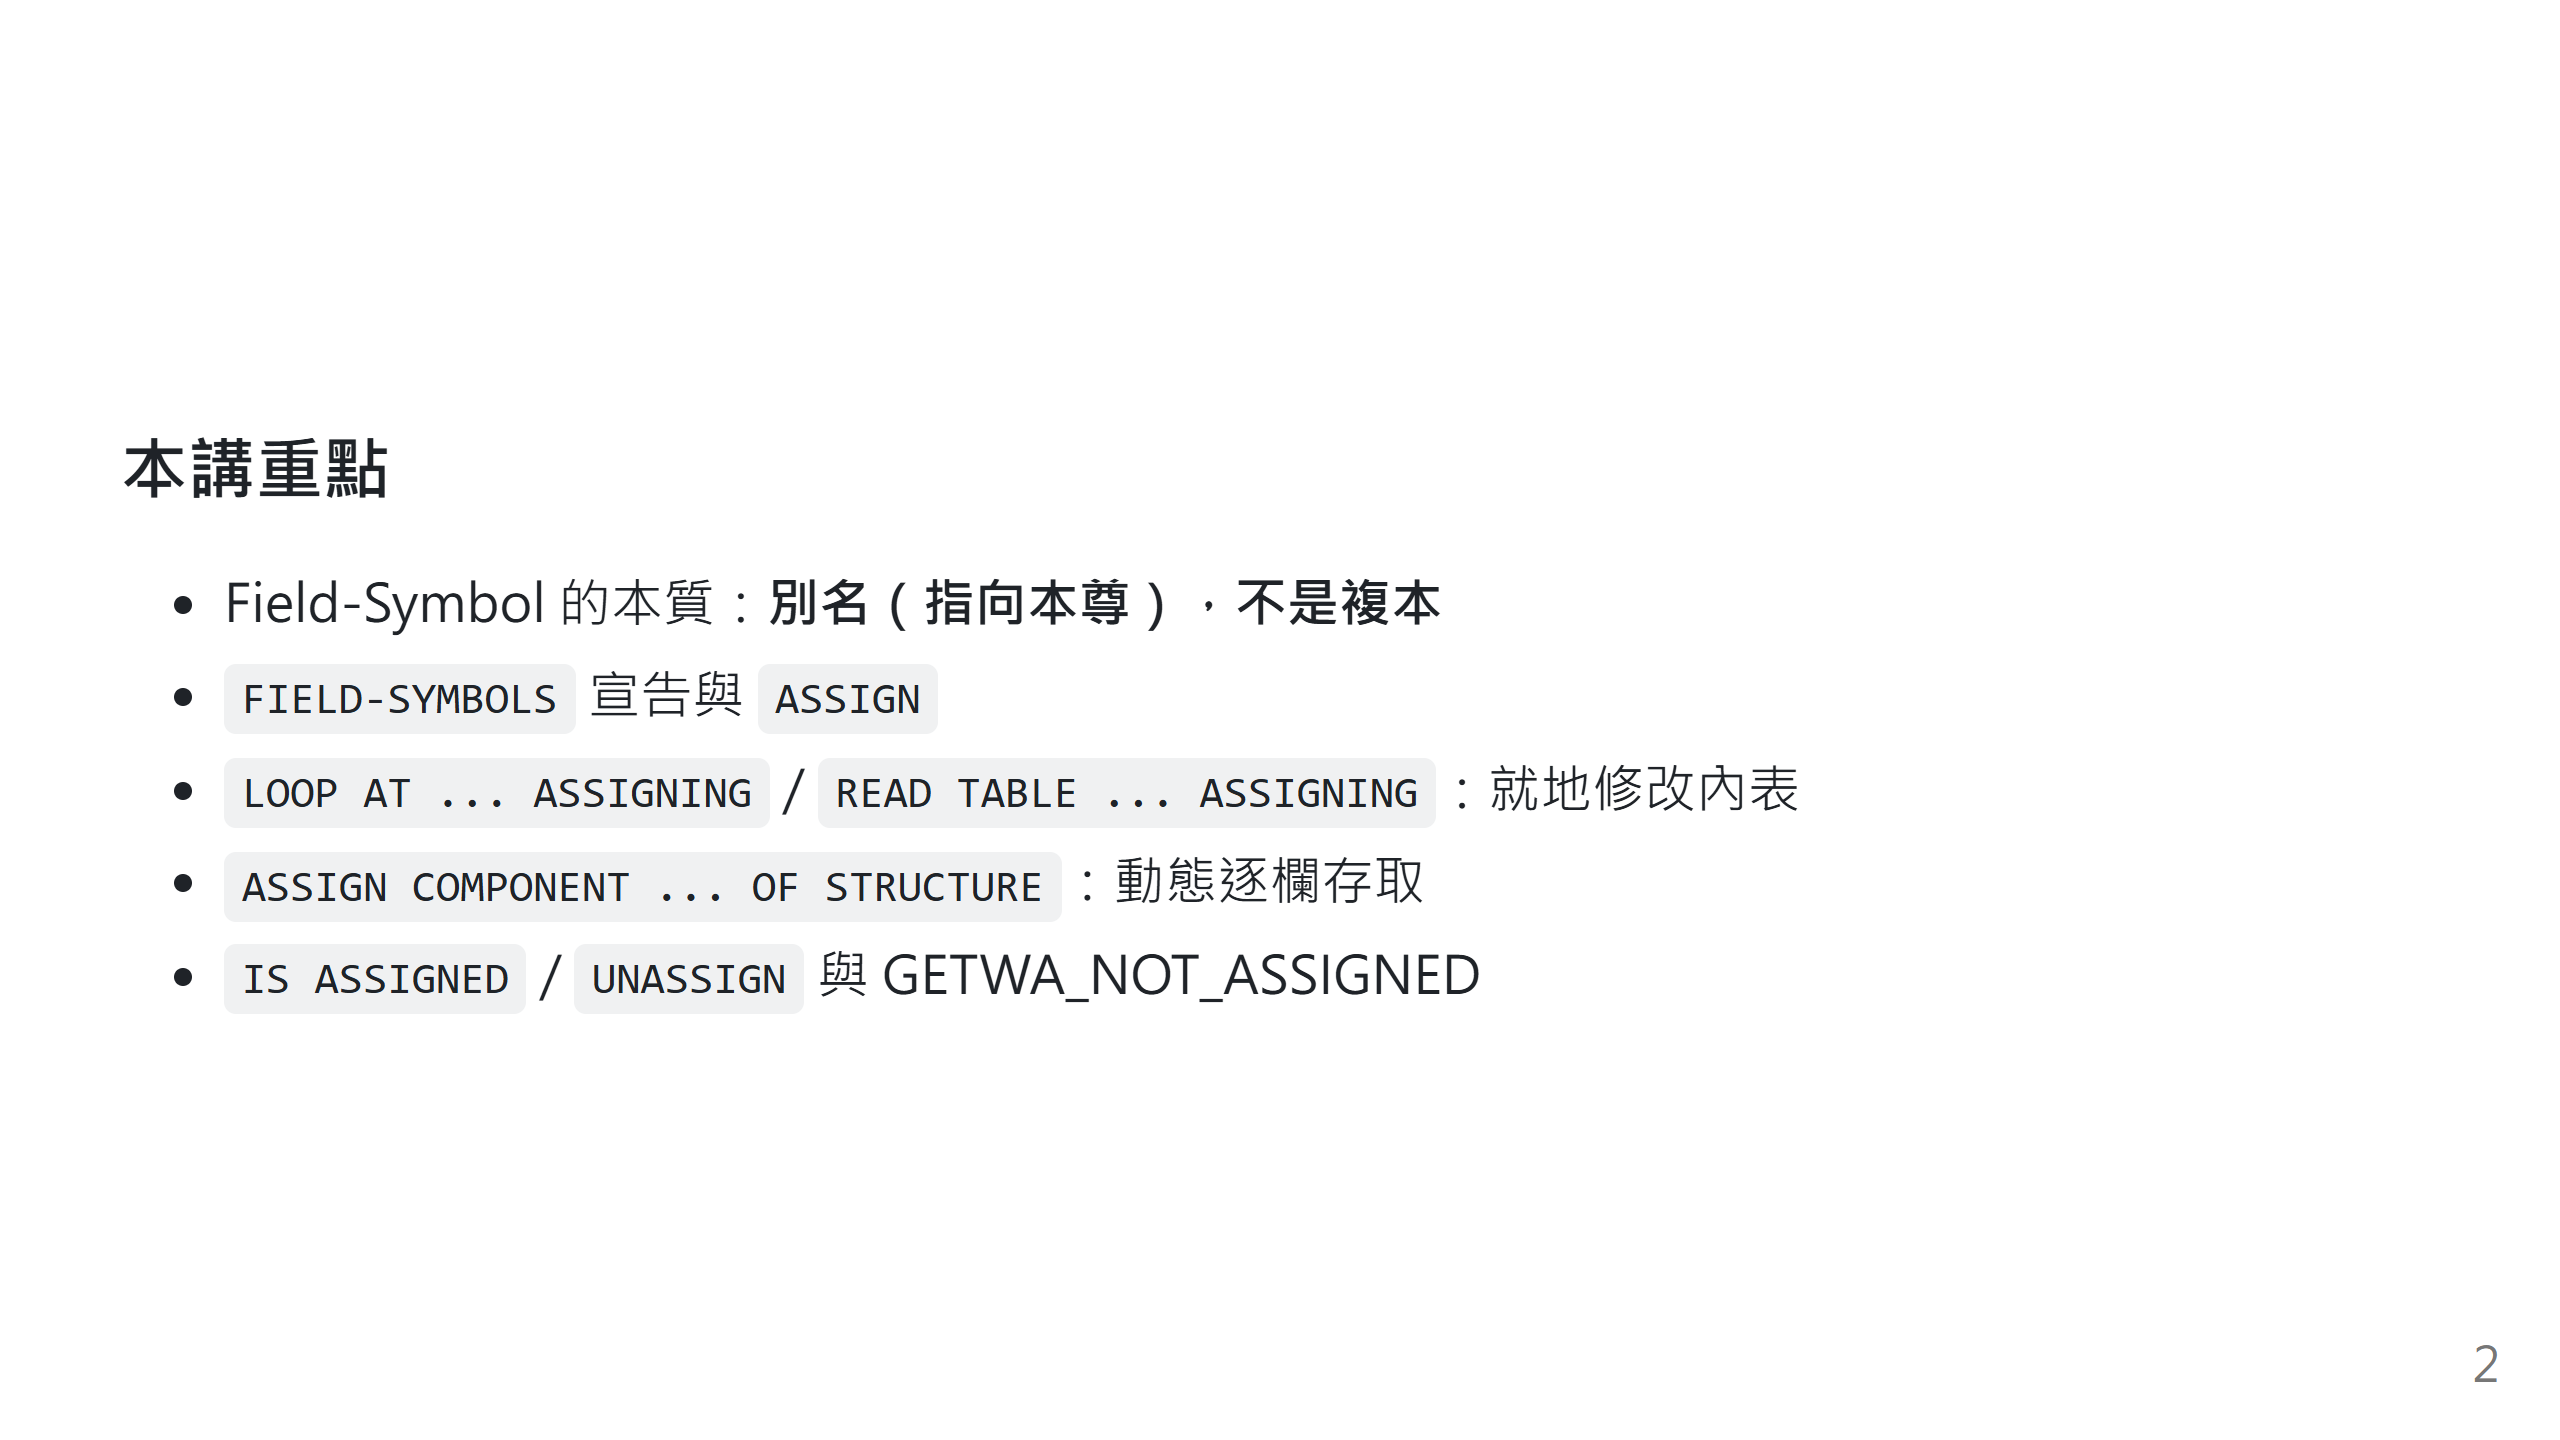 本講重點
• Field-Symbol 的本質：別名（指向本尊），不是複本
• FIELD-SYMBOLS 宣告與 ASSIGN
• LOOP AT ... ASSIGNING / READ TABLE ... ASSIGNING ：就地修改內表
• ASSIGN COMPONENT ... OF STRUCTURE ：動態逐欄存取
• IS ASSIGNED / UNASSIGN 與 GETWA_NOT_ASSIGNED
2